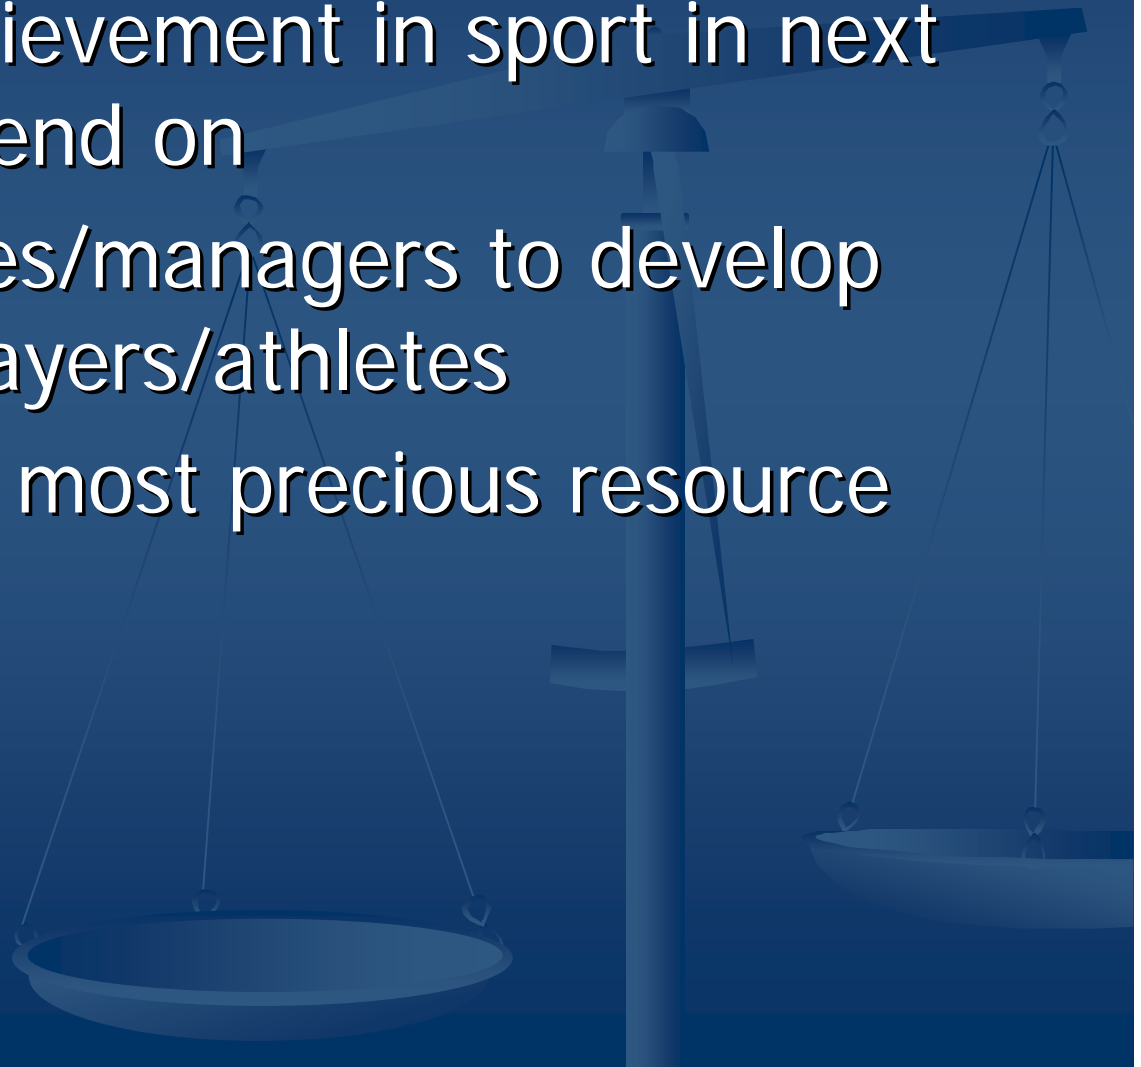 ievement in sport in next
end on
es/managers to develop
ayers/athletes
most precious resource